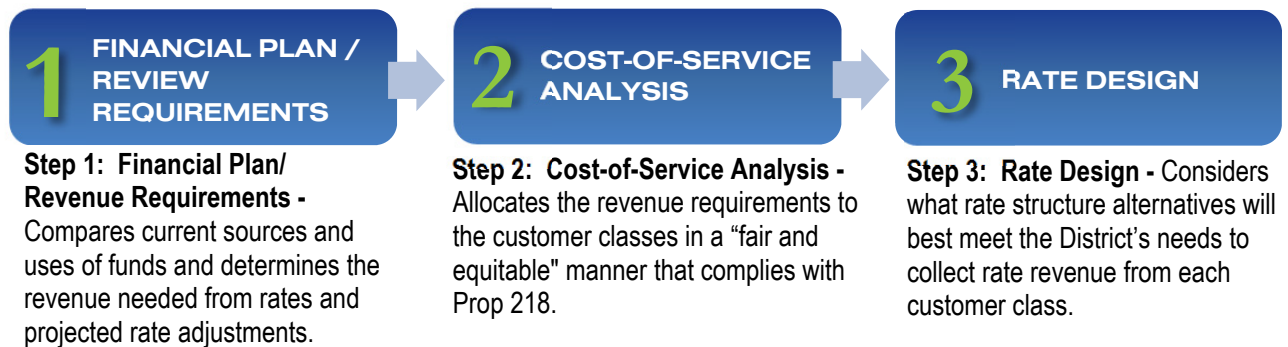 1
FINANCIAL PLAN /
REVIEW
REQUIREMENTS
Step 1: Financial Plan/
Revenue Requirements -
Compares current sources and
uses of funds and determines the
revenue needed from rates and
projected rate adjustments.
2
COST-OF-SERVICE
ANALYSIS
Step 2: Cost-of-Service Analysis -
Allocates the revenue requirements to
the customer classes in a “fair and
equitable" manner that complies with
Prop 218.
3
RATE DESIGN
Step 3: Rate Design - Considers
what rate structure alternatives will
best meet the District’s needs to
collect rate revenue from each
customer class.